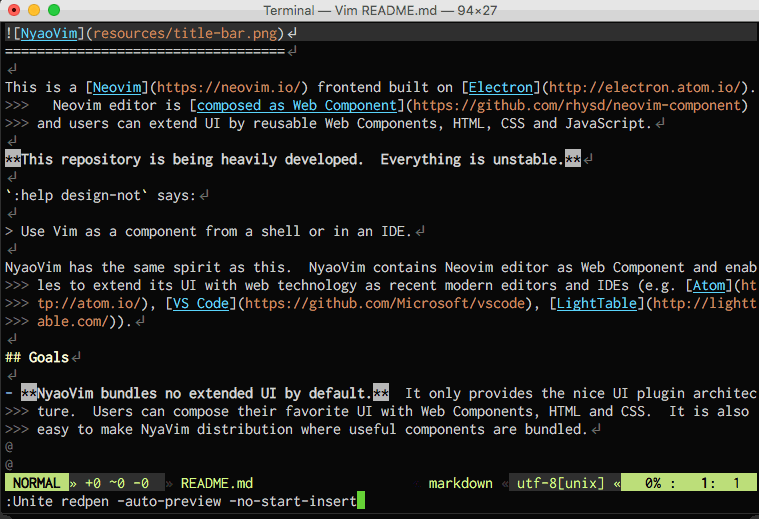 Terminal — Vim README.md — 94×27
![NyaoVim](resources/title-bar.png)↲
==================================↲
↲
This is a [Neovim](https://neovim.io/) frontend built on [Electron](http://electron.atom.io/).
>>>   Neovim editor is [composed as Web Component](https://github.com/rhysd/neovim-component)
>>> and users can extend UI by reusable Web Components, HTML, CSS and JavaScript.↲
↲
**This repository is being heavily developed.  Everything is unstable.**↲
↲
`:help design-not` says:↲
↲
> Use Vim as a component from a shell or in an IDE.↲
↲
NyaoVim has the same spirit as this.  NyaoVim contains Neovim editor as Web Component and enab
>>> les to extend its UI with web technology as recent modern editors and IDEs (e.g. [Atom](ht
>>> tp://atom.io/), [VS Code](https://github.com/Microsoft/vscode), [LightTable](http://lightt
>>> able.com/)).↲
↲
## Goals↲
↲
- **NyaoVim bundles no extended UI by default.**  It only provides the nice UI plugin architec
>>> ture.  Users can compose their favorite UI with Web Components, HTML and CSS.  It is also
>>> easy to make NyaVim distribution where useful components are bundled.↲
@
@
NORMAL » +0 ~0 -0 » README.md markdown « utf-8[unix] « 0% : 1: 1
:Unite redpen -auto-preview -no-start-insert